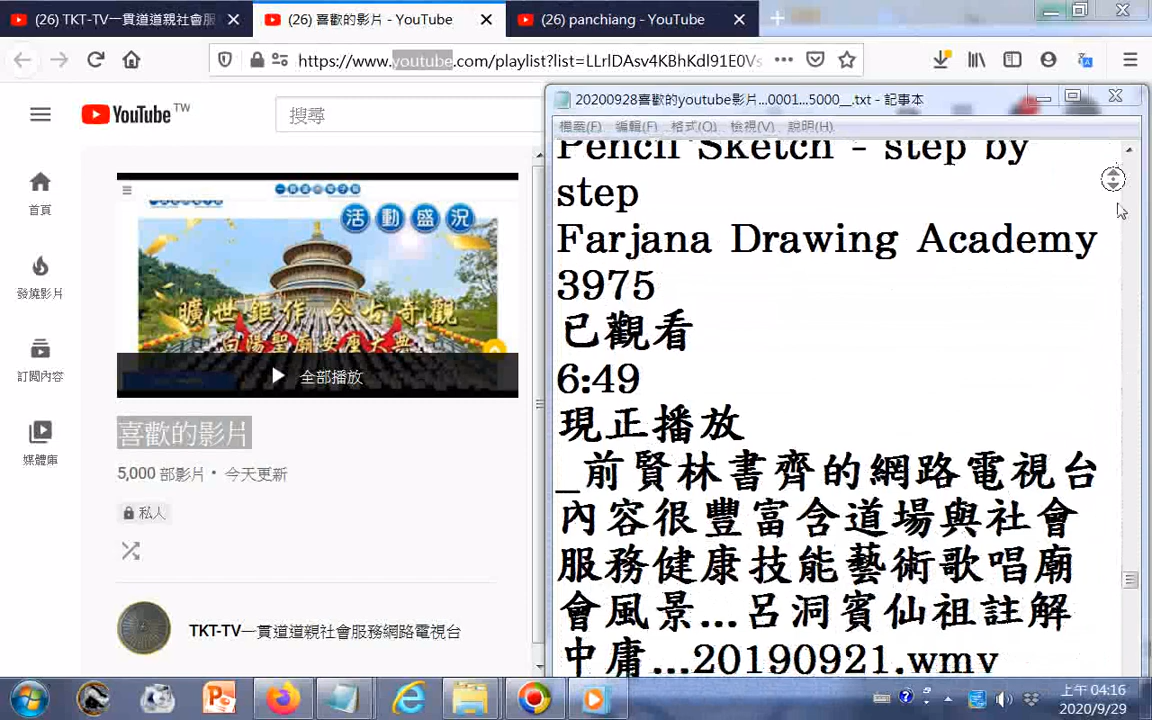 (26) TKT-TV一貫道道親社會服
(26) 喜歡的影片 - YouTube
(26) panchiang - YouTube
https://www.youtube.com/playlist?list=LLrlDAsv4KBhKdl91E0Vs
YouTube TW
搜尋
首頁
發燒影片
訂閱內容
媒體庫
活動盛況
曠世鉅作 今古奇觀
全部播放
喜歡的影片
5,000 部影片 • 今天更新
私人
TKT-TV一貫道道親社會服務網路電視台
20200928喜歡的youtube影片...0001...5000__.txt - 記事本
檔案(F) 編輯(F) 格式(O) 檢視(V) 說明(H)
Pencil Sketch - step by
step
Farjana Drawing Academy
3975
已觀看
6:49
現正播放
_前賢林書齊的網路電視台
內容很豐富含道場與社會
服務健康技能藝術歌唱廟
會風景...呂洞賓仙祖註解
中庸...20190921.wmv
上午 04:16
2020/9/29